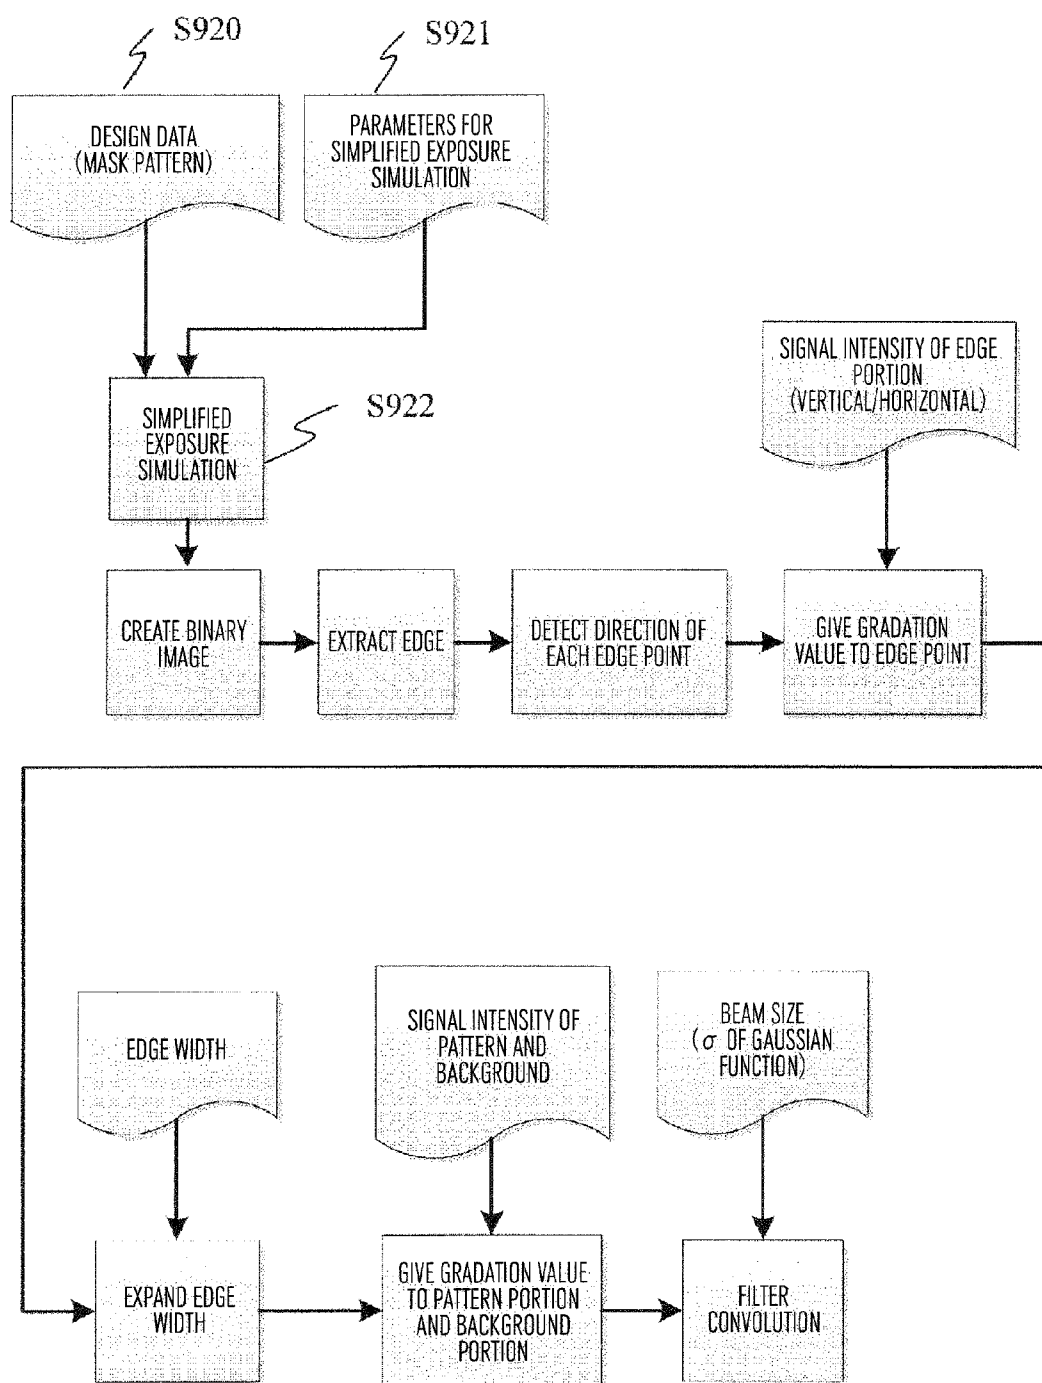 S920
S921
DESIGN DATA
(MASK PATTERN)
PARAMETERS FOR
SIMPLIFIED EXPOSURE
SIMULATION
SIGNAL INTENSITY OF EDGE
PORTION
(VERTICAL/HORIZONTAL)
SIMPLIFIED
EXPOSURE
SIMULATION
S922
CREATE BINARY
IMAGE
EXTRACT EDGE
DETECT DIRECTION OF
EACH EDGE POINT
GIVE GRADATION
VALUE TO EDGE POINT
EDGE WIDTH
SIGNAL INTENSITY OF
PATTERN AND
BACKGROUND
BEAM SIZE
(σ OF GAUSSIAN
FUNCTION)
EXPAND EDGE
WIDTH
GIVE GRADATION VALUE
TO PATTERN PORTION
AND BACKGROUND
PORTION
FILTER
CONVOLUTION